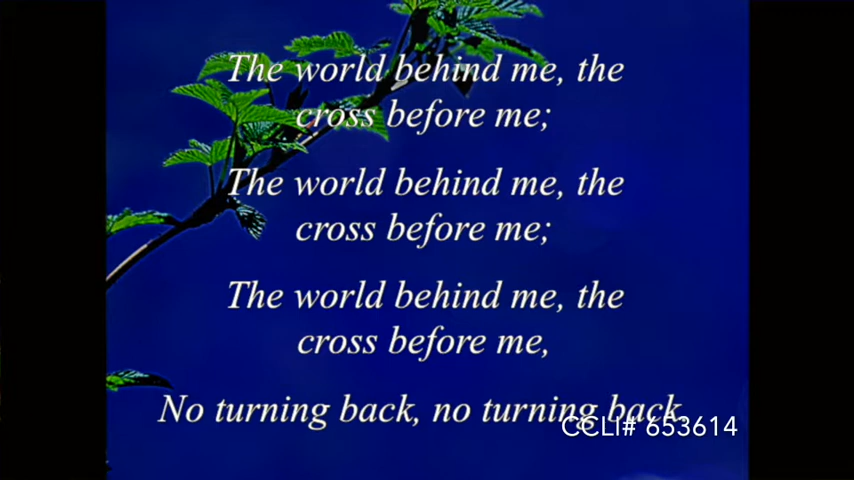 The world behind me, the
cross before me;
The world behind me, the
cross before me;
The world behind me, the
cross before me,
No turning back, no turning back.
CCLI# 653614